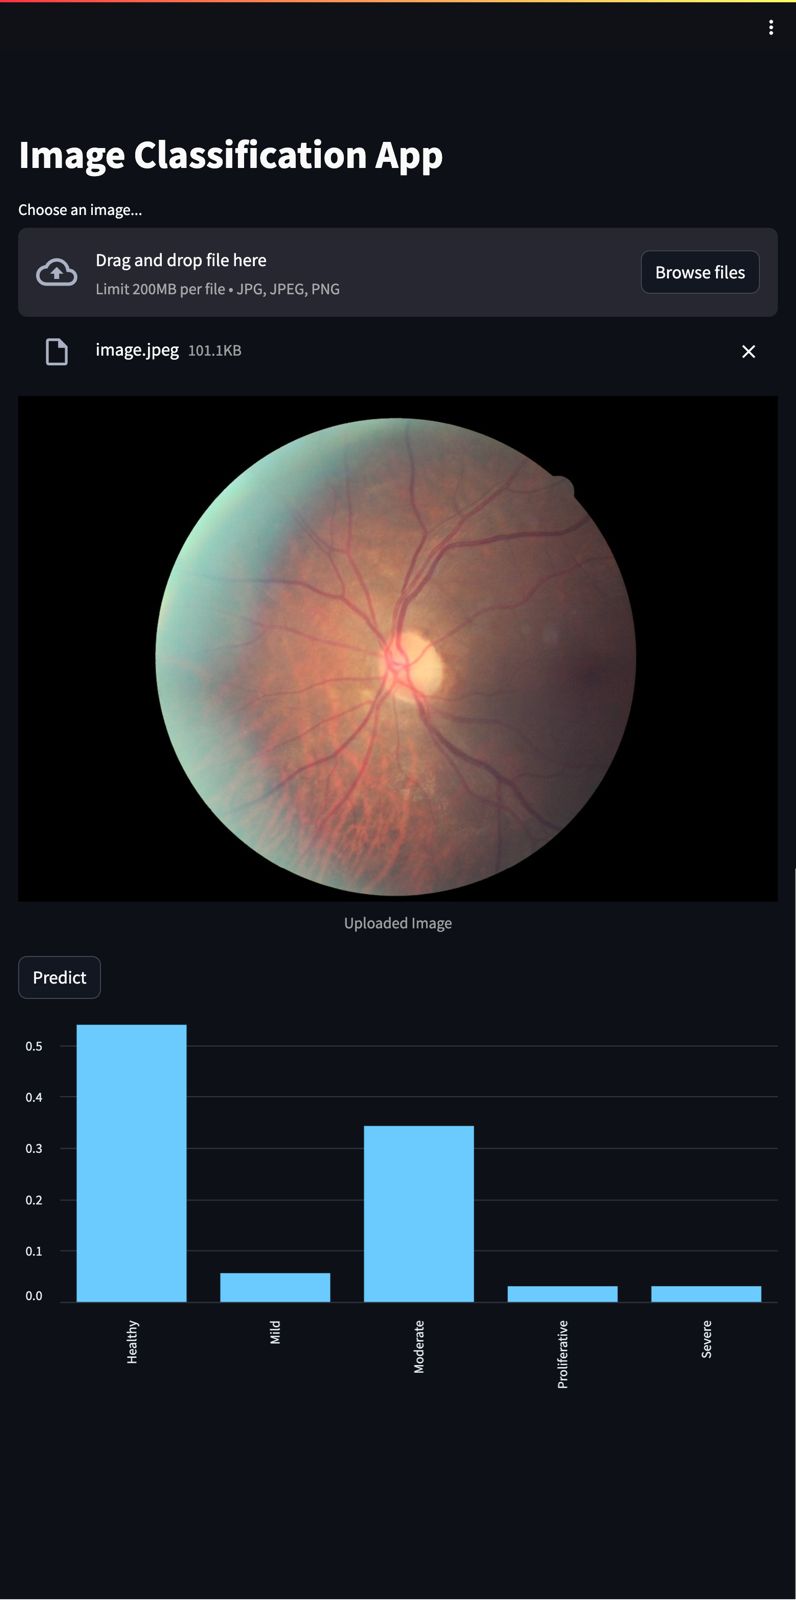 Image Classification App
Choose an image...
Drag and drop file here
Limit 200MB per file • JPG, JPEG, PNG
Browse files
image.jpeg 101.1KB
Uploaded Image
Predict
0.5
0.4
0.3
0.2
0.1
0.0
Healthy
Mild
Moderate
Proliferative
Severe